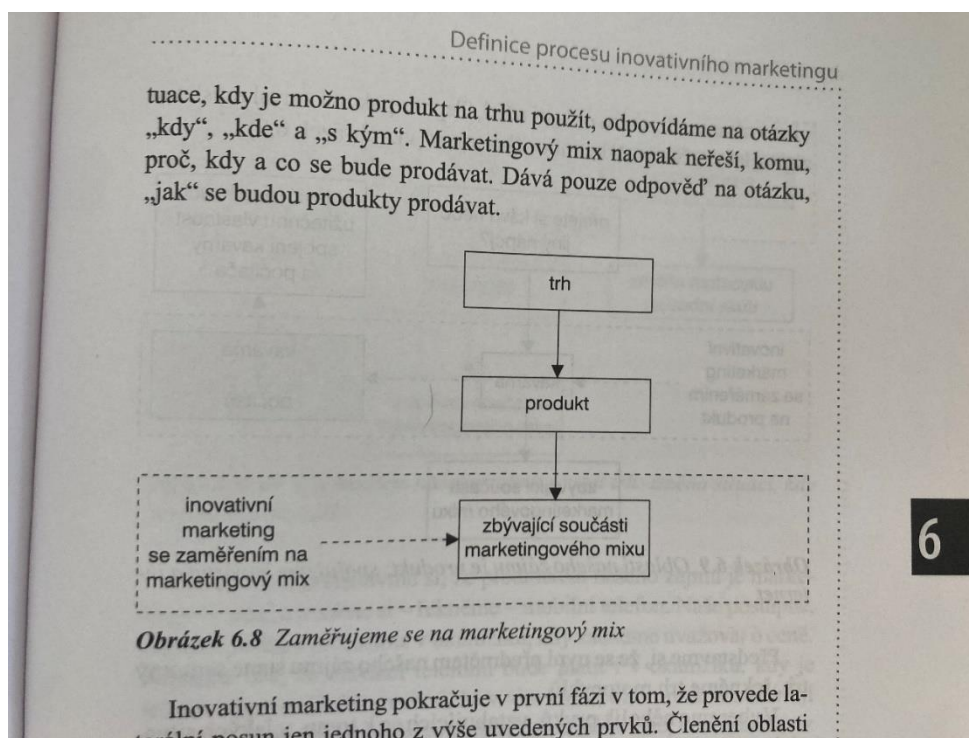 Definice procesu inovativního marketingu
tuace, kdy je možno produkt na trhu použít, odpovídáme na otázky
„kdy“, „kde“ a „s kým“. Marketingový mix naopak neřeší, komu,
proč, kdy a co se bude prodávat. Dává pouze odpověď na otázku,
„jak“ se budou produkty prodávat.
trh
produkt
inovativní
marketing
se zaměřením na
marketingový mix
zbývající součásti
marketingového mixu
6
Obrázek 6.8 Zaměřujeme se na marketingový mix
Inovativní marketing pokračuje v první fázi v tom, že provede la-
terální posun jen jednoho z výše uvedených prvků. Členění oblasti